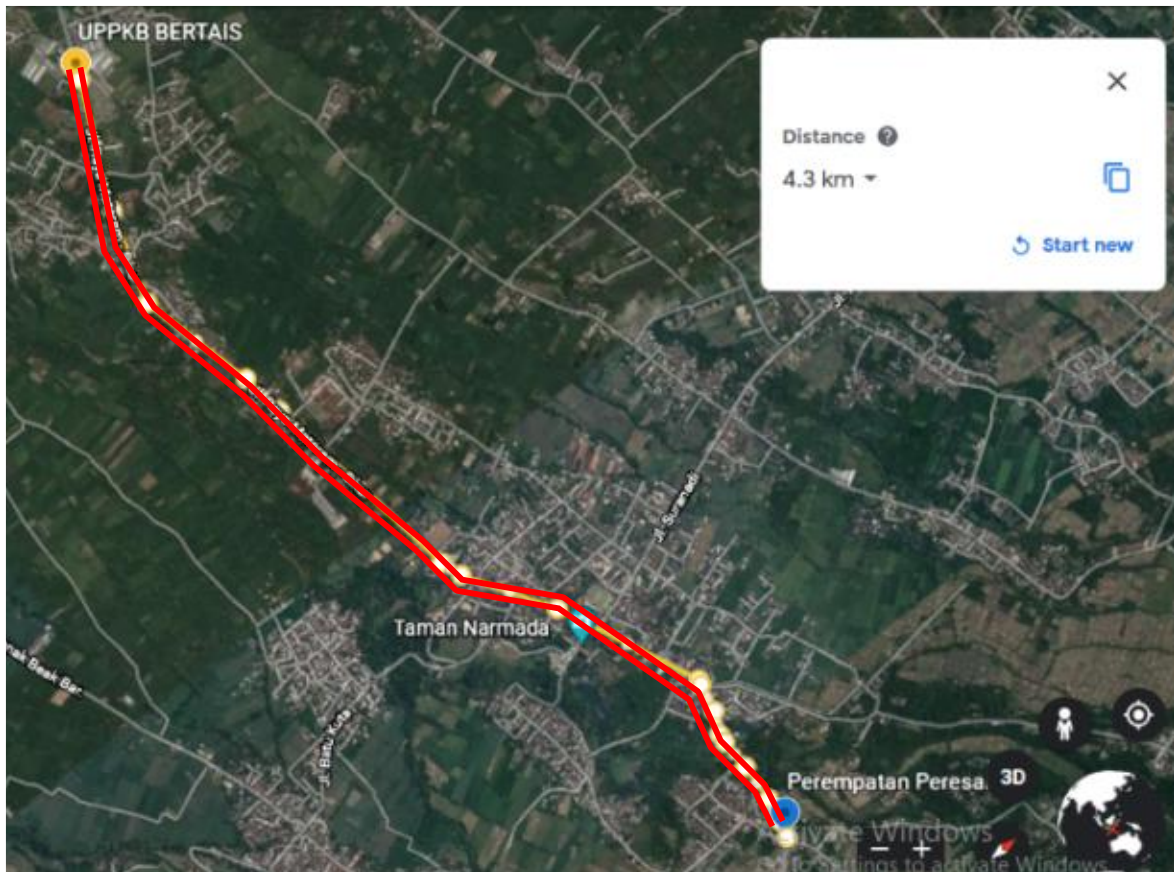 UPPKB BERTAIS
Distance
4.3 km
Start new
Jl. Suranadi
Taman Narmada
Jl. Batu Kuta
Perempatan Peresa
3D
Activate Windows
Go to Settings to activate Windows.